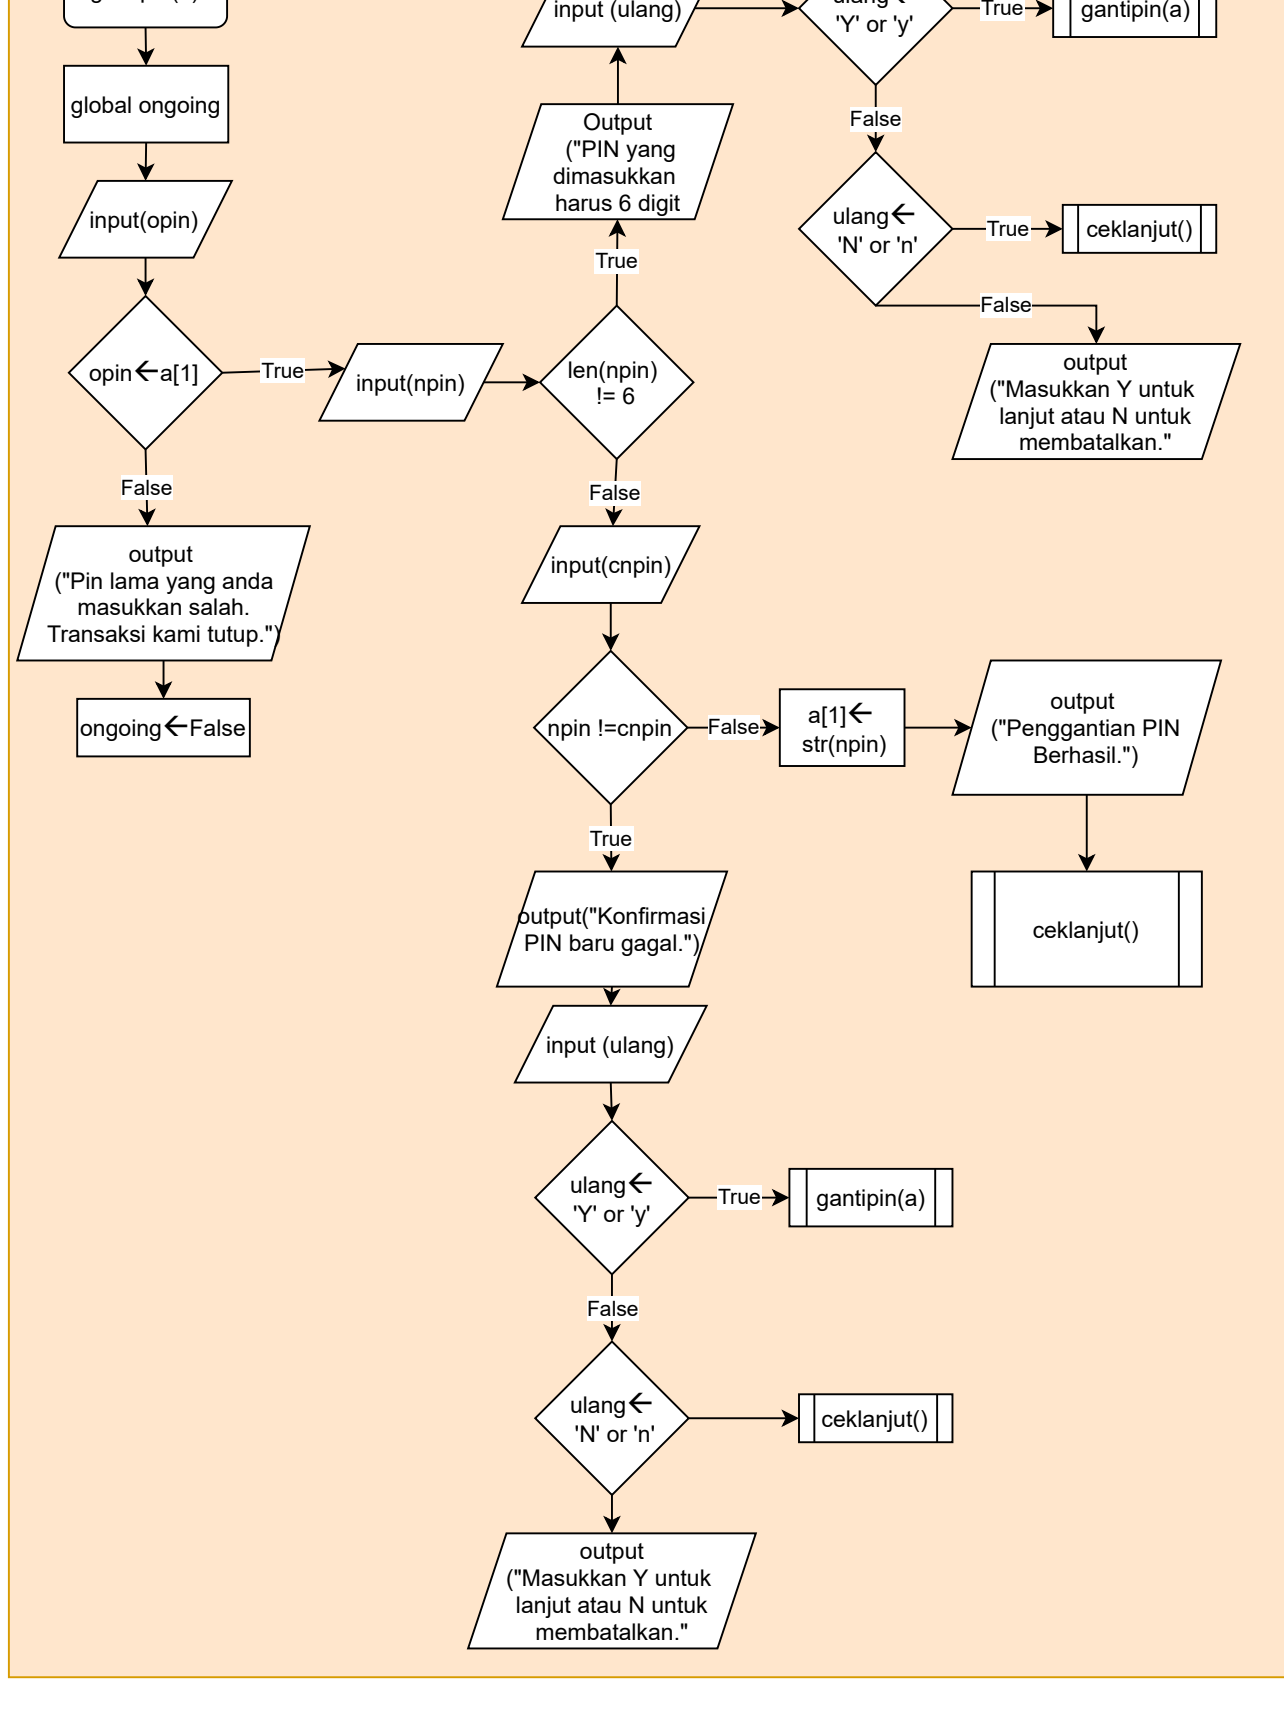 input (ulang)
'Y' or 'y'
True
gantipin(a)
global ongoing
Output
("PIN yang
dimasukkan
harus 6 digit
False
input(opin)
ulang←
'N' or 'n'
True
ceklanjut()
True
False
opin←a[1]
True
input(npin)
len(npin)
!= 6
output
("Masukkan Y untuk
lanjut atau N untuk
membatalkan."
False
False
output
("Pin lama yang anda
masukkan salah.
Transaksi kami tutup.")
input(cnpin)
ongoing←False
npin !=cnpin
False
a[1]←
str(npin)
output
("Penggantian PIN
Berhasil.")
True
output("Konfirmasi
PIN baru gagal.")
ceklanjut()
input (ulang)
ulang←
'Y' or 'y'
True
gantipin(a)
False
ulang←
'N' or 'n'
ceklanjut()
output
("Masukkan Y untuk
lanjut atau N untuk
membatalkan."